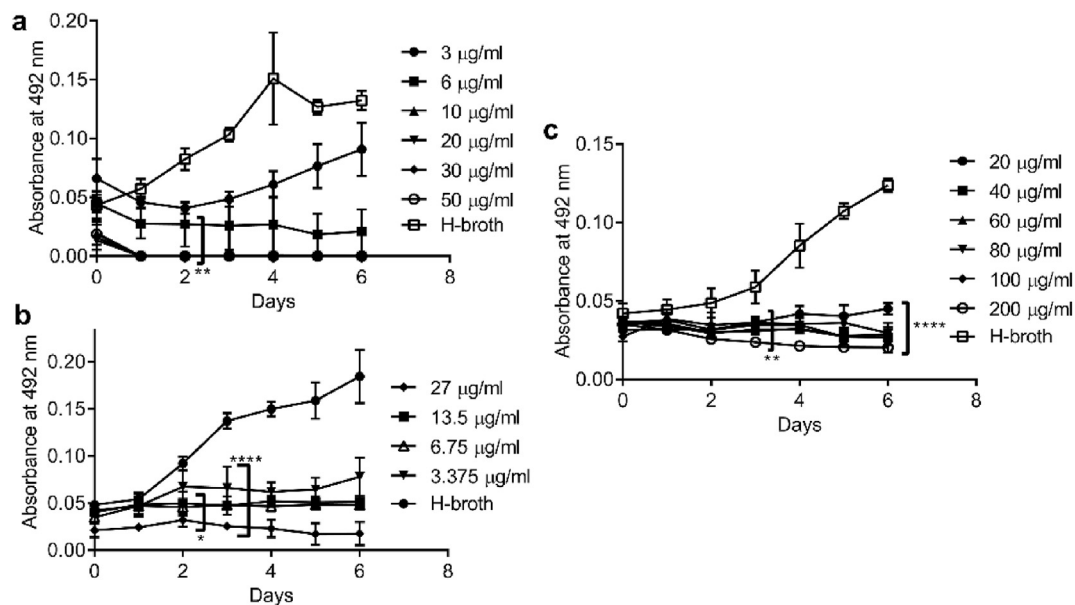 a
Absorbance at 492 nm
0.20
0.15
0.10
0.05
0.00
0 2 4 6 8
Days
**
3 μg/ml
6 μg/ml
10 μg/ml
20 μg/ml
30 μg/ml
50 μg/ml
H-broth
b
Absorbance at 492 nm
0.20
0.15
0.10
0.05
0.00
0 2 4 6 8
Days
****
*
27 μg/ml
13.5 μg/ml
6.75 μg/ml
3.375 μg/ml
H-broth
c
Absorbance at 492 nm
0.15
0.10
0.05
0.00
0 2 4 6 8
Days
**
****
20 μg/ml
40 μg/ml
60 μg/ml
80 μg/ml
100 μg/ml
200 μg/ml
H-broth